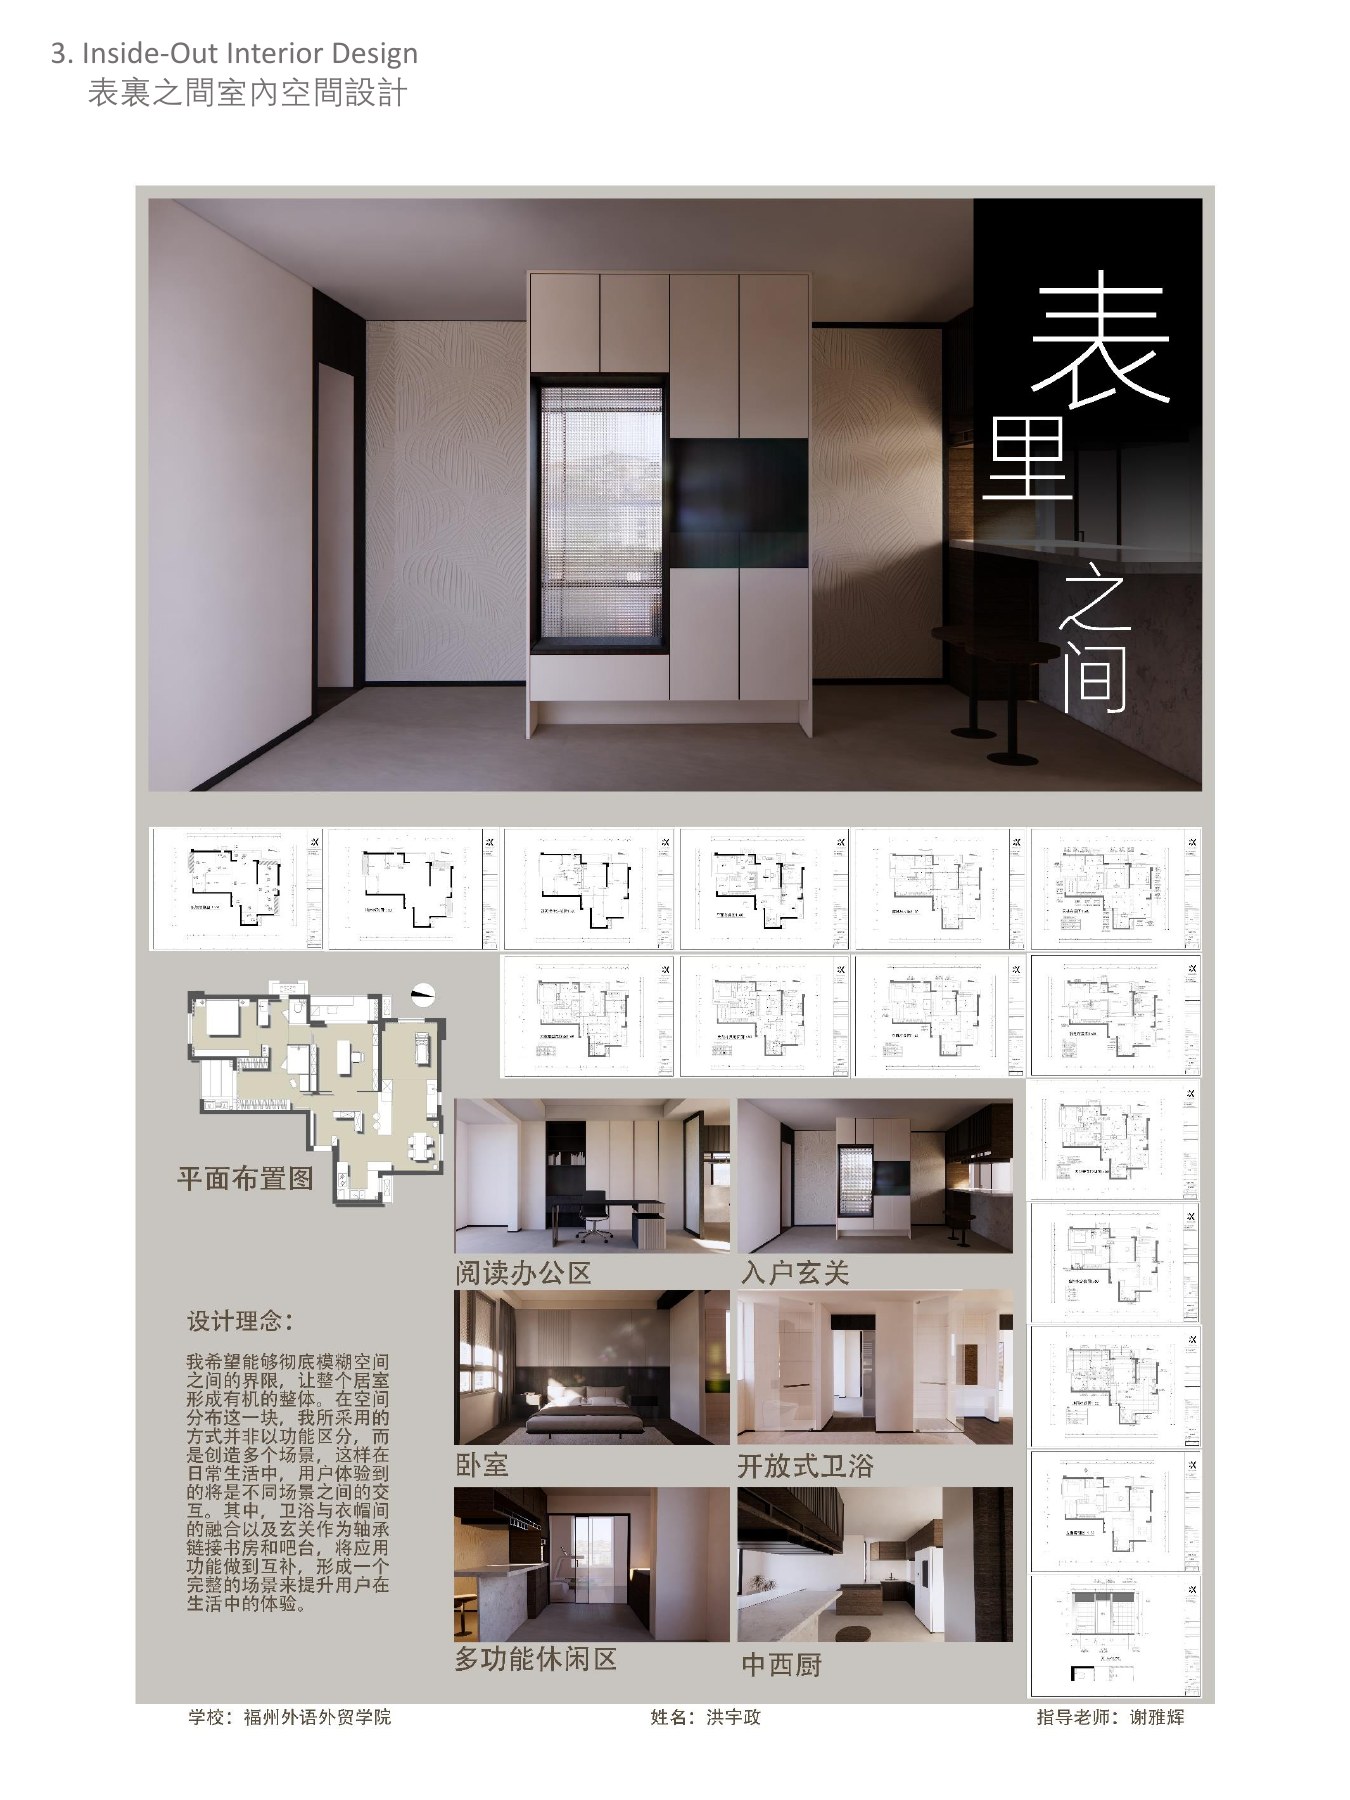 3. Inside-Out Interior Design
表裏之間室內空間設計
表
里
之
间
平面布置图
阅读办公区
入户玄关
设计理念：
我希望能够彻底模糊空间
之间的界限，让整个居室
形成有机的整体。在空间
分布这一块，我所采用的
方式并非以功能区分，而
是创造多个场景，这样在
日常生活中，用户体验到
的将是不同场景之间的交
互。其中，卫浴与衣帽间
的融合以及玄关作为轴承
链接书房和吧台，将应用
功能做到互补，形成一个
完整的场景来提升用户在
生活中的体验。
卧室
开放式卫浴
多功能休闲区
中西厨
学校：福州外语外贸学院
姓名：洪宇政
指导老师：谢雅辉